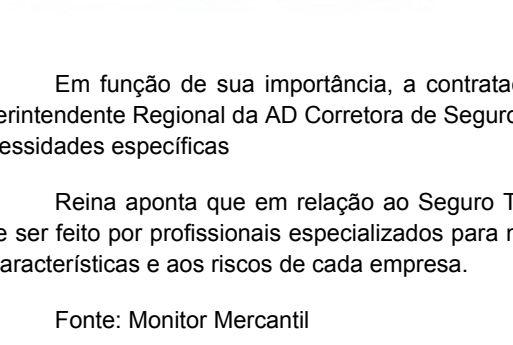 Em função de sua importância, a contrata
erintendente Regional da AD Corretora de Seguro
essidades específicas
Reina aponta que em relação ao Seguro T
e ser feito por profissionais especializados para
aracterísticas e aos riscos de cada empresa.
Fonte: Monitor Mercantil